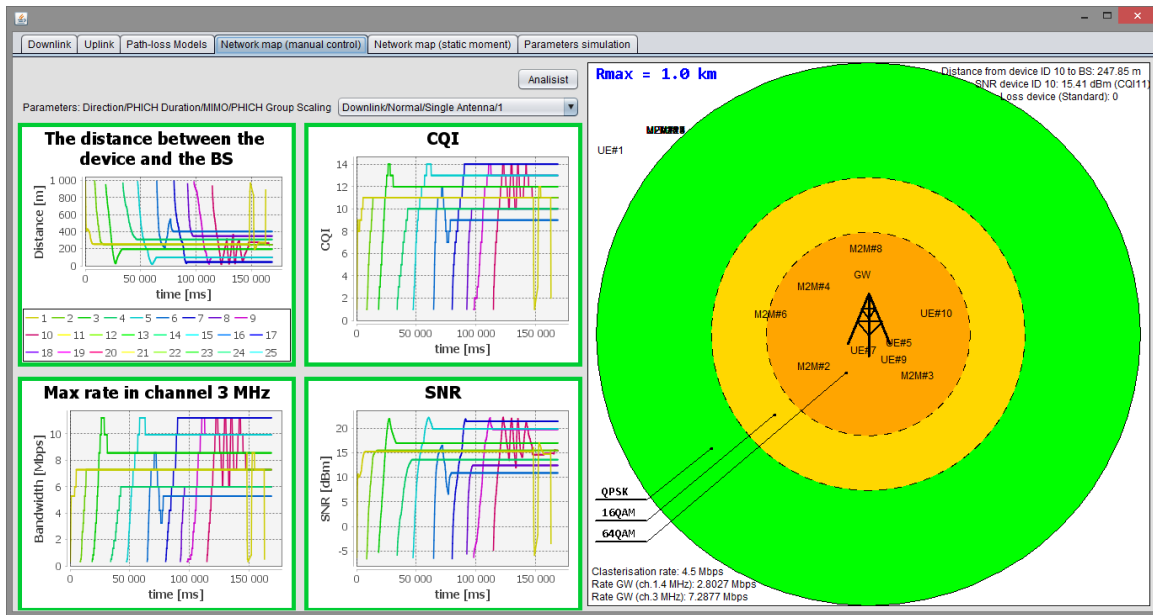 Downlink Uplink Path-loss Models Network map (manual control) Network map (static moment) Parameters simulation
Analisist
Parameters: Direction/PHICH Duration/MIMO/PHICH Group Scaling Downlink/Normal/Single Antenna/1
The distance between the
device and the BS
Distance [m]
1 000
800
600
400
200
0
0 50 000 100 000 150 000
time [ms]
1 2 3 4 5 6 7 8 9
10 11 12 13 14 15 16 17
18 19 20 21 22 23 24 25
CQI
CQI
14
12
10
8
6
4
2
0
0 50 000 100 000 150 000
time [ms]
Max rate in channel 3 MHz
Bandwidth [Mbps]
10
8
6
4
2
0
0 50 000 100 000 150 000
time [ms]
SNR
SNR [dBm]
20
15
10
5
0
-5
0 50 000 100 000 150 000
time [ms]
Rmax = 1.0 km
Distance from device ID 10 to BS: 247.85 m
SNR device ID 10: 15.41 dBm (CQI11)
Loss device (Standard): 0
UE#1
M2M#8
GW
M2M#4
M2M#6
UE#10
UE#5
UE#7
UE#9
M2M#2
M2M#3
QPSK
16QAM
64QAM
Clasterisation rate: 4.5 Mbps
Rate GW (ch.1.4 MHz): 2.8027 Mbps
Rate GW (ch.3 MHz): 7.2877 Mbps